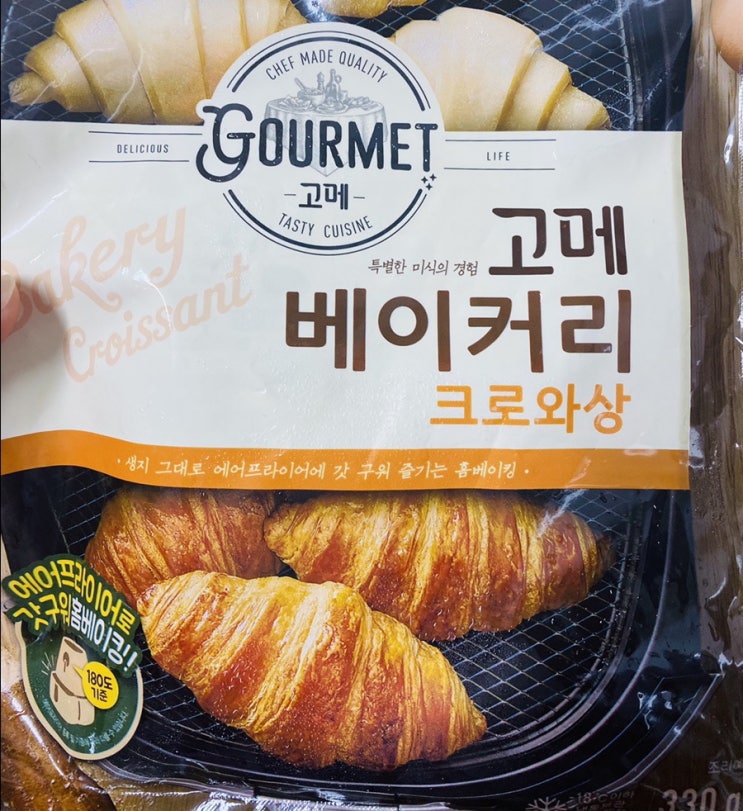 CHEF MADE QUALITY
DELICIOUS
GOURMET
LIFE
고메
TASTY CUISINE
Bakery
Croissant
특별한 미식의 경험
고메
베이커리
크로와상
· 생지 그대로 에어프라이어에 갓 구워 즐기는 홈베이킹 ·
에어프라이어로
갓 구워 홈베이킹!!
180도
기준
330 g